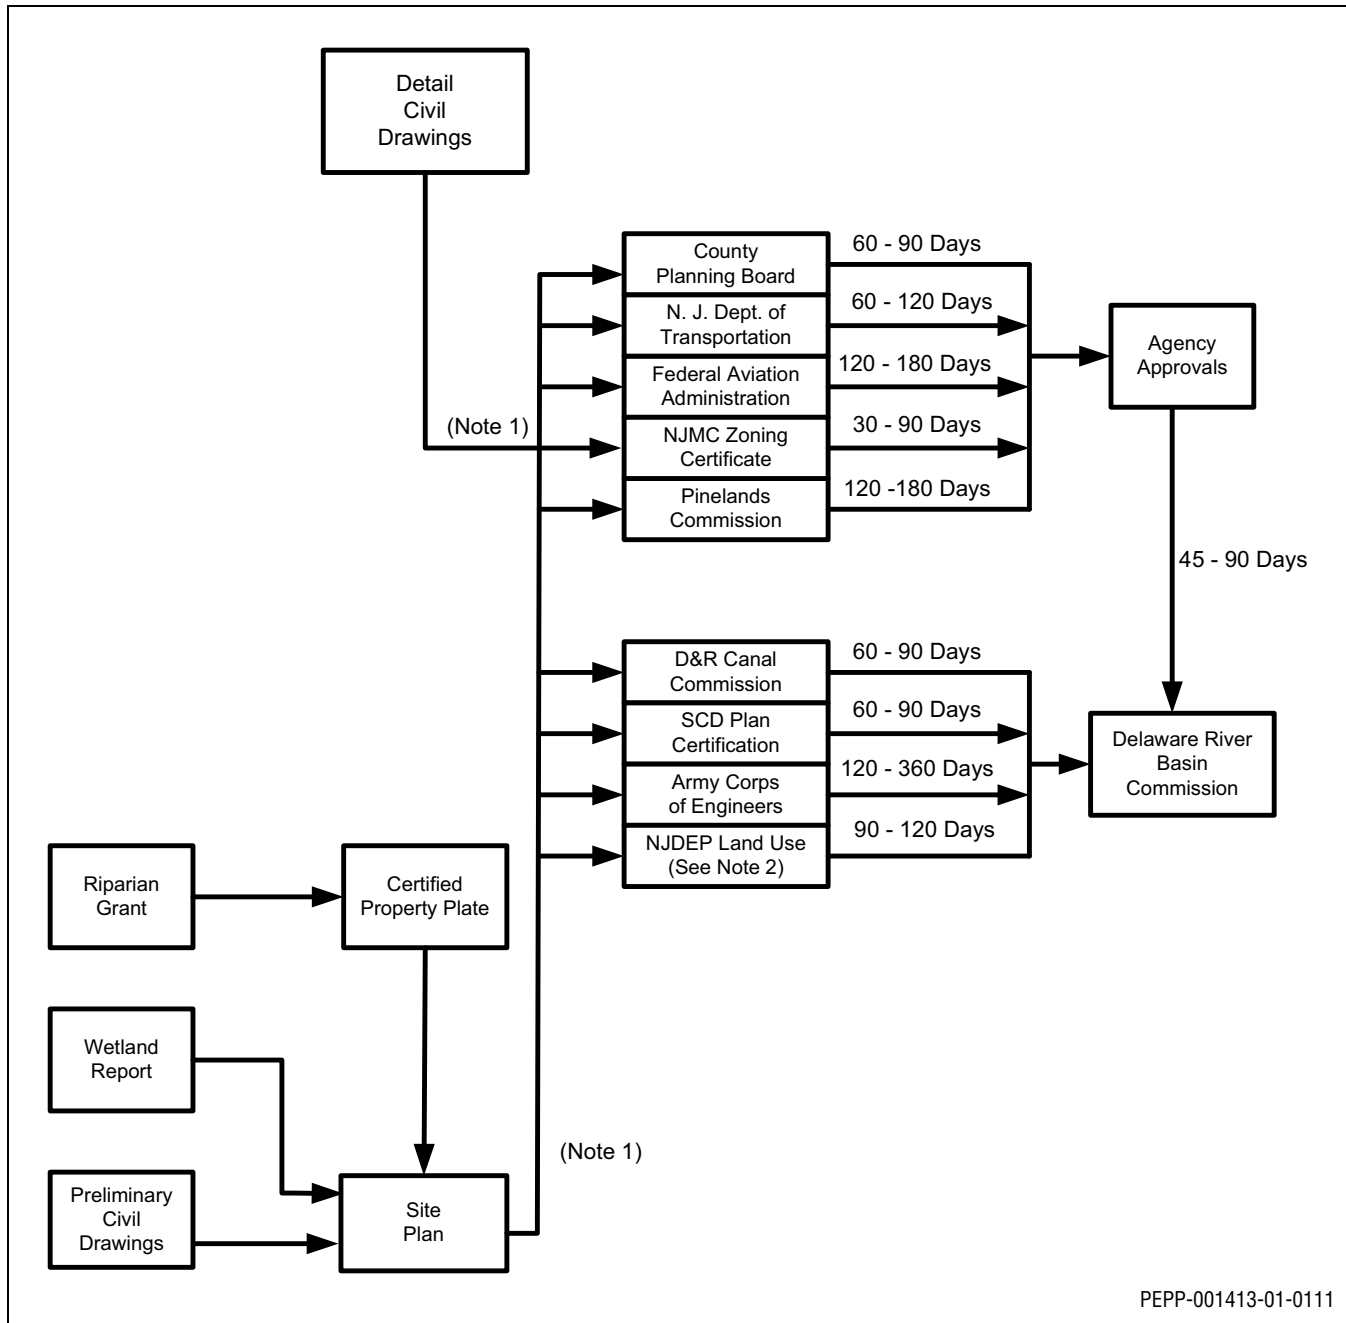 Detail
Civil
Drawings
County
Planning Board
60 - 90 Days
N. J. Dept. of
Transportation
60 - 120 Days
Federal Aviation
Administration
120 - 180 Days
(Note 1)
NJMC Zoning
Certificate
30 - 90 Days
Pinelands
Commission
120 -180 Days
Agency
Approvals
45 - 90 Days
D&R Canal
Commission
60 - 90 Days
SCD Plan
Certification
60 - 90 Days
Army Corps
of Engineers
120 - 360 Days
NJDEP Land Use
(See Note 2)
90 - 120 Days
Delaware River
Basin
Commission
Riparian
Grant
Certified
Property Plate
Wetland
Report
(Note 1)
Preliminary
Civil
Drawings
Site
Plan
PEPP-001413-01-0111